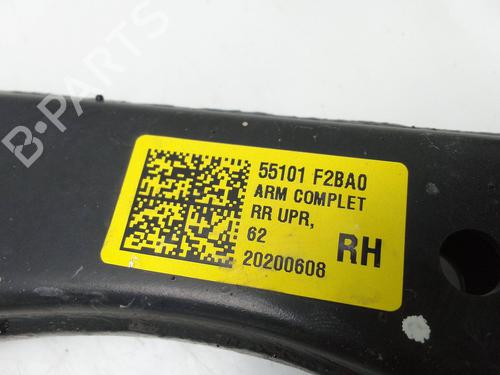 B-PARTS
55101 F2BA0
ARM COMPLET
RR UPR,
62
20200608
RH